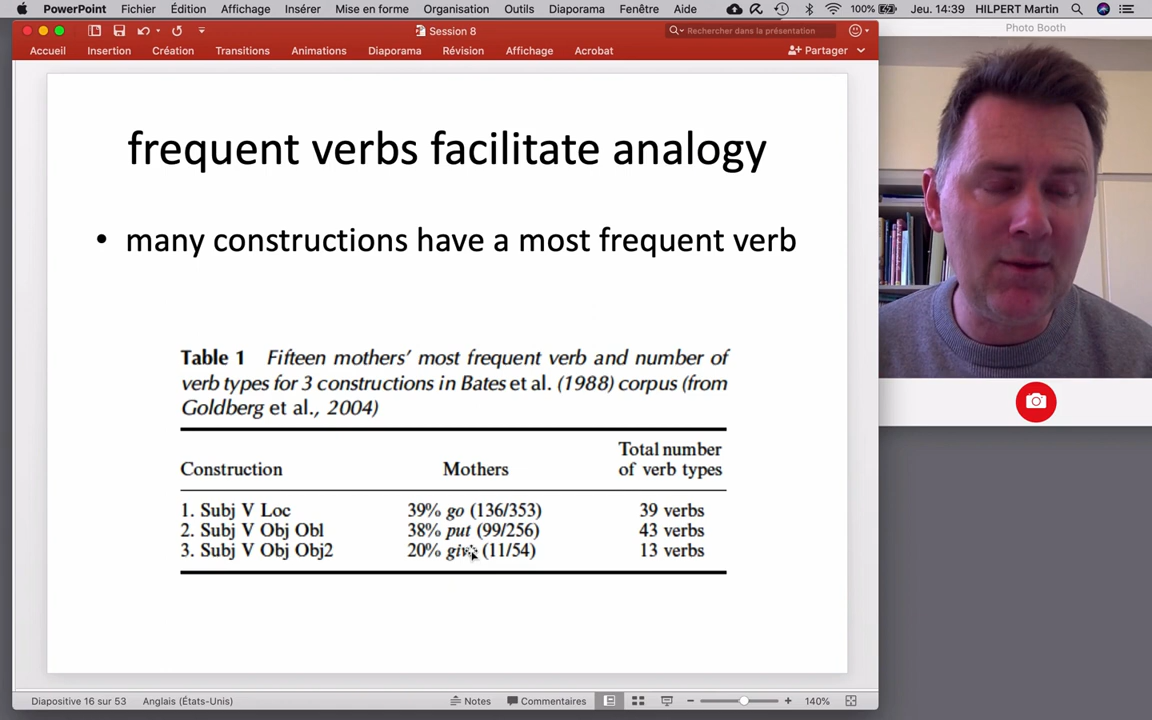 PowerPoint Fichier Édition Affichage Insérer Mise en forme Organisation Outils Diaporama Fenêtre Aide 100% Jeu. 14:39 HILPERT Martin
Photo Booth
Session 8
Rechercher dans la présentation
Accueil Insertion Création Transitions Animations Diaporama Révision Affichage Acrobat Partager
frequent verbs facilitate analogy
• many constructions have a most frequent verb
Table 1 Fifteen mothers' most frequent verb and number of
verb types for 3 constructions in Bates et al. (1988) corpus (from
Goldberg et al., 2004)
Total number
Construction Mothers of verb types
1. Subj V Loc 39% go (136/353) 39 verbs
2. Subj V Obj Obl 38% put (99/256) 43 verbs
3. Subj V Obj Obj2 20% give (11/54) 13 verbs
Diapositive 16 sur 53 Anglais (États-Unis) Notes Commentaires 140%